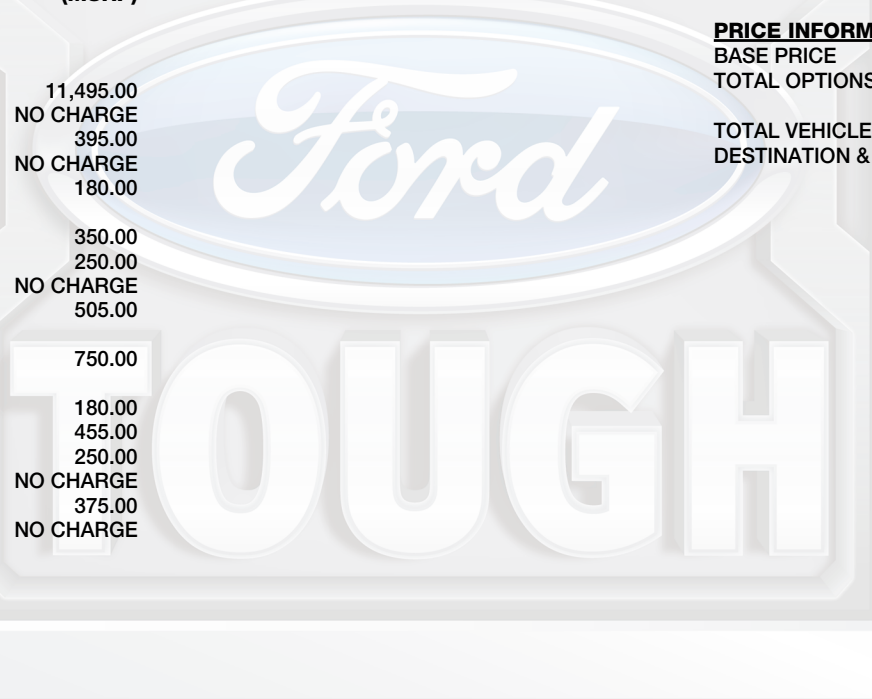 11,495.00
NO CHARGE
395.00
NO CHARGE
180.00
350.00
250.00
NO CHARGE
505.00
750.00
180.00
455.00
250.00
NO CHARGE
375.00
NO CHARGE
PRICE INFORM
BASE PRICE
TOTAL OPTIONS
TOTAL VEHICLE
DESTINATION &
Ford
TOUGH